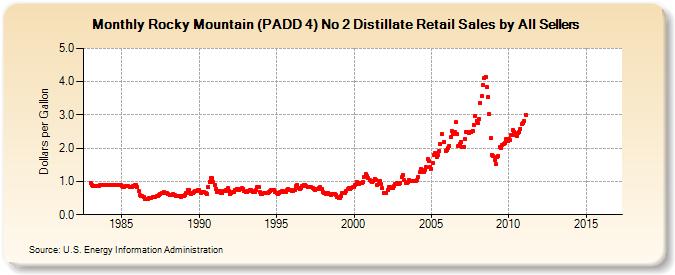 Monthly Rocky Mountain (PADD 4) No 2 Distillate Retail Sales by All Sellers
Dollars per Gallon
5.0
4.0
3.0
2.0
1.0
0.0
1985 1990 1995 2000 2005 2010 2015
Source: U.S. Energy Information Administration